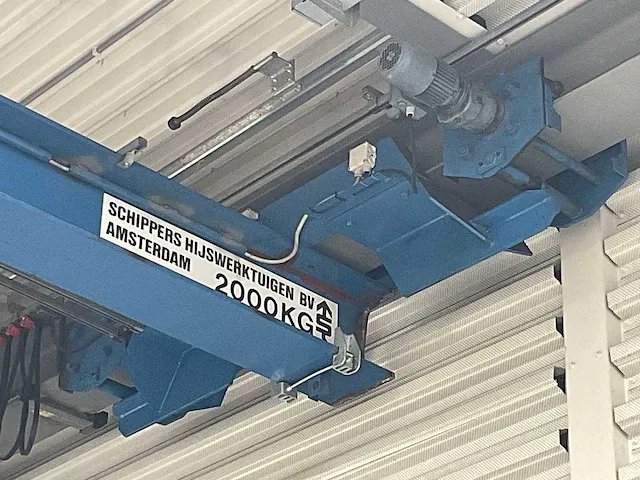 SCHIPPERS HIJSWERKTUIGEN BV
AMSTERDAM
2000KG